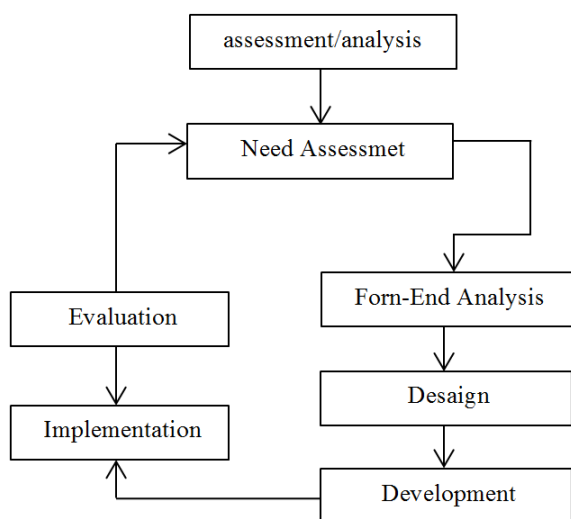 assessment/analysis
Need Assessmet
Forn-End Analysis
Evaluation
Desaign
Implementation
Development